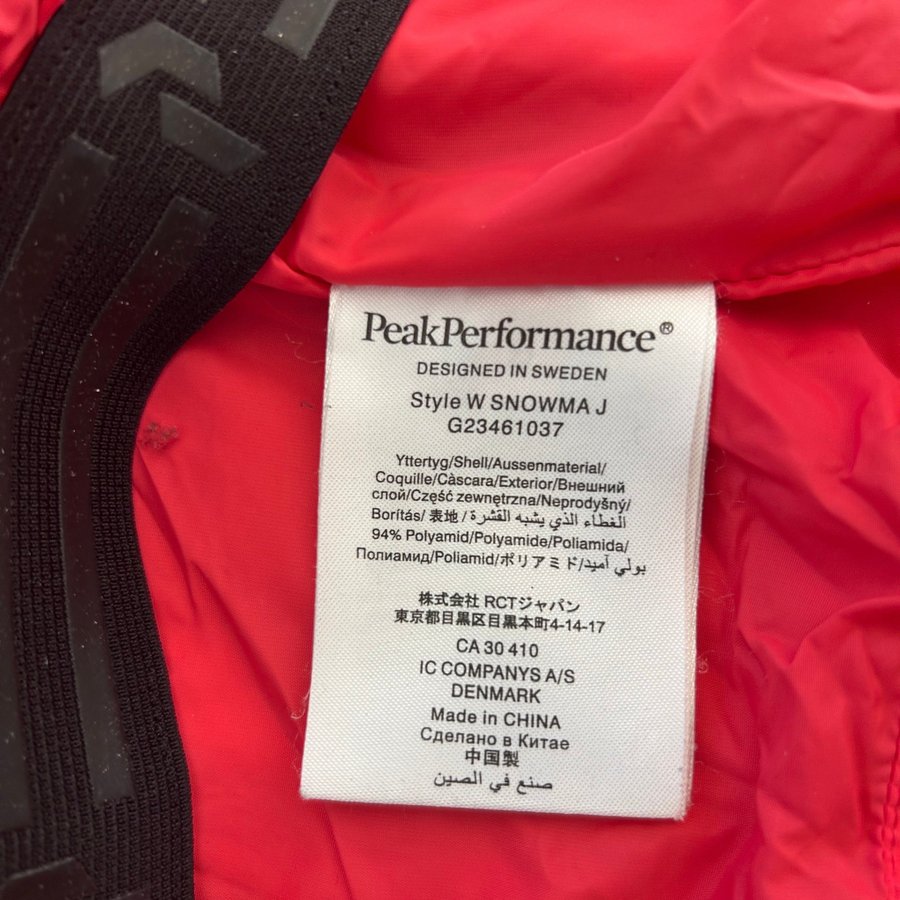 PeakPerformance®
DESIGNED IN SWEDEN
Style W SNOWMA J
G23461037
Yttertyg/Shell/Aussenmaterial/
Coquille/Càscara/Exterior/Внешний
слой/Część zewnętrzna/Neprodyšný/
Borítás/表地/الغطاء الذي يشبه القشرة
94% Polyamid/Polyamide/Poliamida/
Полиамид/Poliamid/ポリアミド/بولي آميد/
株式会社 RCTジャパン
東京都目黒区目黒本町4-14-17
CA 30 410
IC COMPANYS A/S
DENMARK
Made in CHINA
Сделано в Китае
中国製
صنع في الصين